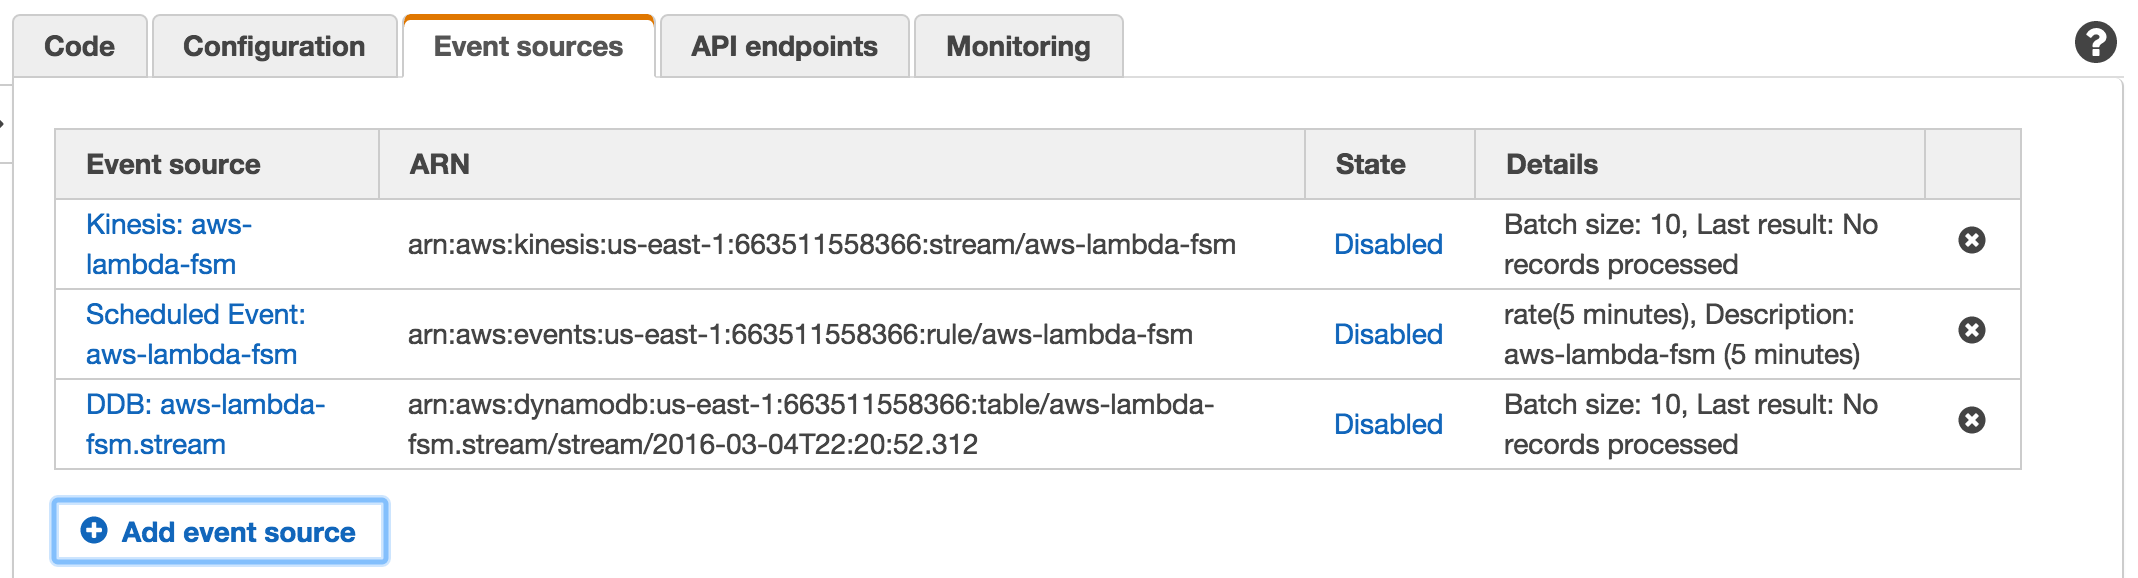 Code Configuration Event sources API endpoints Monitoring ?
Event source ARN State Details
Kinesis: aws-
lambda-fsm
arn:aws:kinesis:us-east-1:663511558366:stream/aws-lambda-fsm
Disabled
Batch size: 10, Last result: No
records processed
Scheduled Event:
aws-lambda-fsm
arn:aws:events:us-east-1:663511558366:rule/aws-lambda-fsm
Disabled
rate(5 minutes), Description:
aws-lambda-fsm (5 minutes)
DDB: aws-lambda-
fsm.stream
arn:aws:dynamodb:us-east-1:663511558366:table/aws-lambda-
fsm.stream/stream/2016-03-04T22:20:52.312
Disabled
Batch size: 10, Last result: No
records processed
Add event source